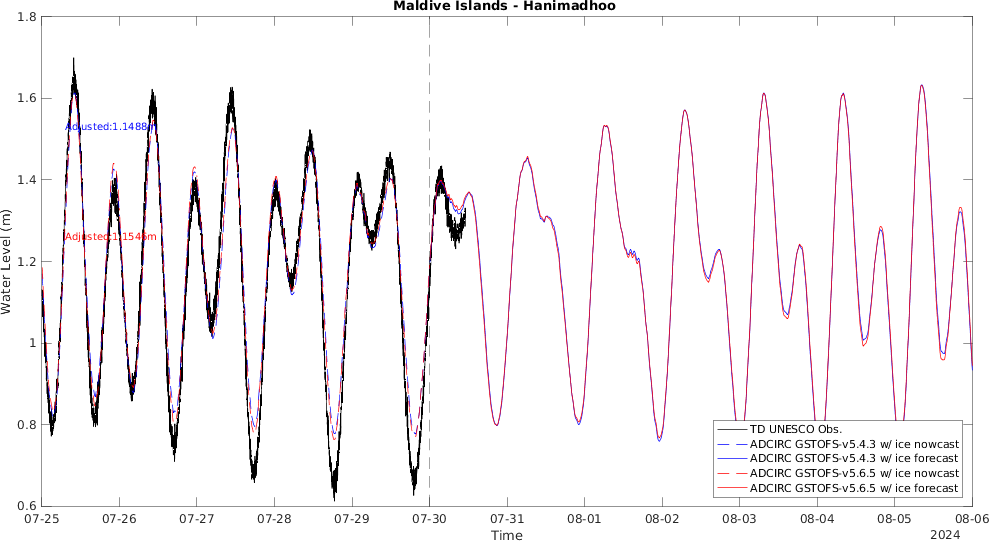 Maldive Islands - Hanimadhoo
1.8
1.6
1.4
1.2
1
0.8
0.6
Water Level (m)
Adjusted:1.1488m
Adjusted:1.1546m
TD UNESCO Obs.
ADCIRC GSTOFS-v5.4.3 w/ ice nowcast
ADCIRC GSTOFS-v5.4.3 w/ ice forecast
ADCIRC GSTOFS-v5.6.5 w/ ice nowcast
ADCIRC GSTOFS-v5.6.5 w/ ice forecast
07-25 07-26 07-27 07-28 07-29 07-30 07-31 08-01 08-02 08-03 08-04 08-05 08-06
Time
2024